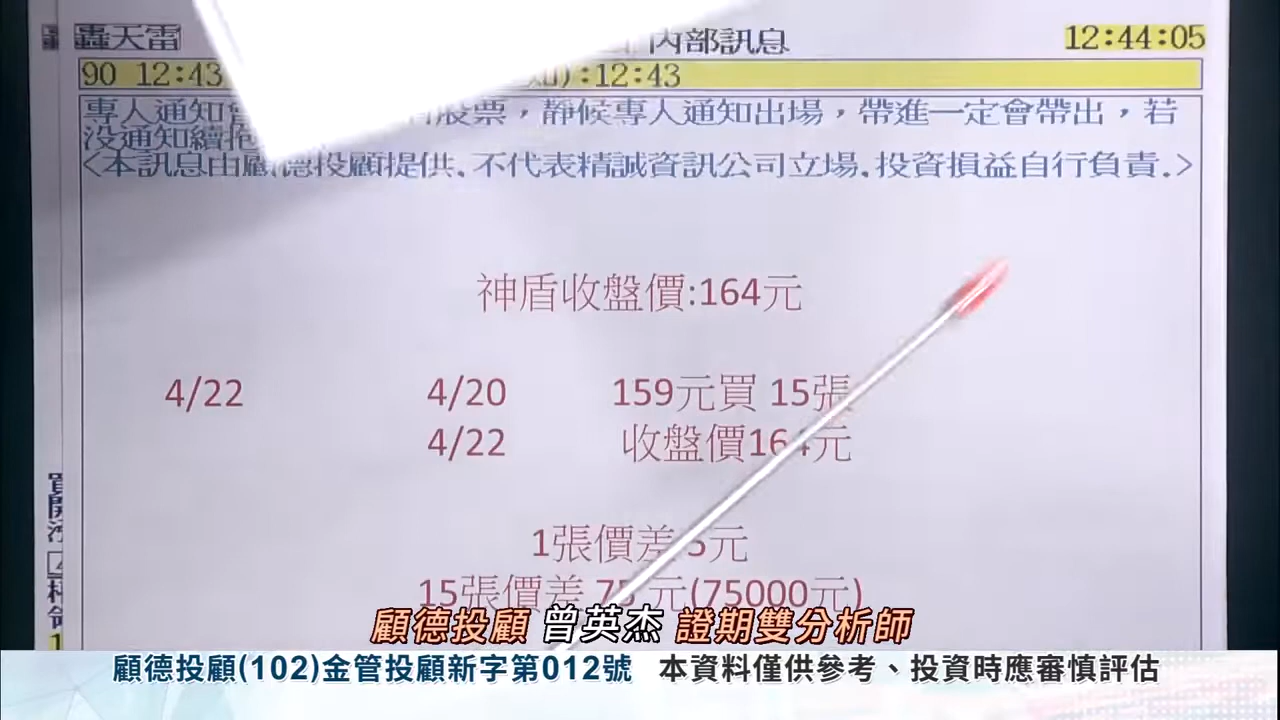 轟天雷 內部訊息 12:44:05
90 12:43 知):12:43
專人通知 股票，靜候專人通知出場，帶進一定會帶出，若
沒通知續抱
<本訊息由顧德投顧提供.不代表精誠資訊公司立場.投資損益自行負責.>
神盾收盤價:164元
4/22 4/20 159元買 15張
4/22 收盤價164元
1張價差 5元
15張價差 75 元(75000元)
顧德投顧 曾英杰 證期雙分析師
顧德投顧(102)金管投顧新字第012號 本資料僅供參考、投資時應審慎評估